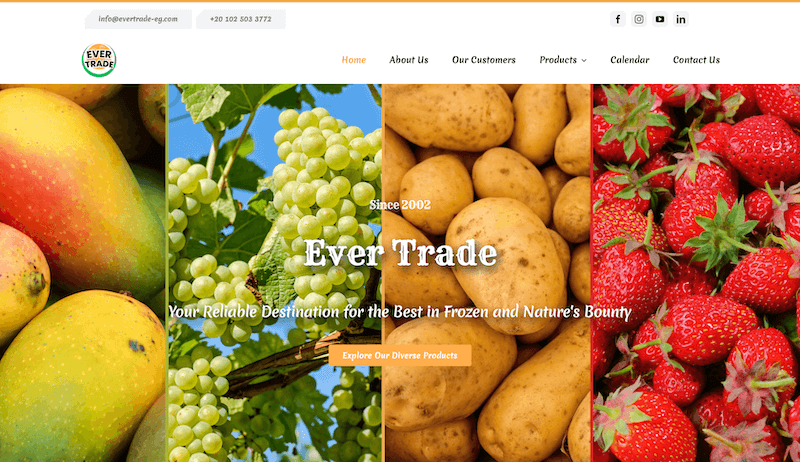 info@evertrade-eg.com
+20 102 503 3772
EVER
TRADE
Home
About Us
Our Customers
Products
Calendar
Contact Us
Since 2002
Ever Trade
Your Reliable Destination for the Best in Frozen and Nature's Bounty
Explore Our Diverse Products